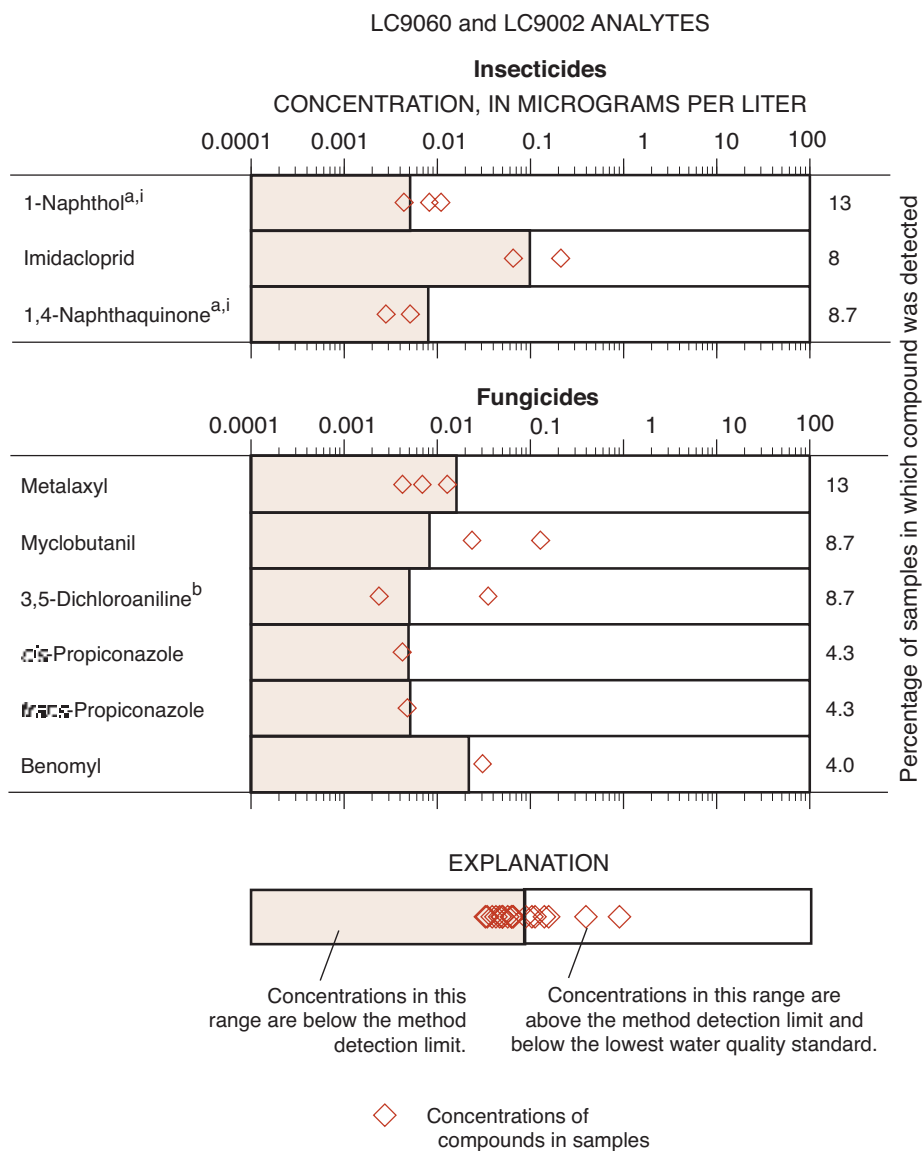 LC9060 and LC9002 ANALYTES
Insecticides
CONCENTRATION, IN MICROGRAMS PER LITER
0.0001 0.001 0.01 0.1 1 10 100
1-Naphthol^a,i 13
Imidacloprid 8
1,4-Naphthaquinone^a,i 8.7
Fungicides
0.0001 0.001 0.01 0.1 1 10 100
Metalaxyl 13
Myclobutanil 8.7
3,5-Dichloroaniline^b 8.7
cis-Propiconazole 4.3
trans-Propiconazole 4.3
Benomyl 4.0
Percentage of samples in which compound was detected
EXPLANATION
Concentrations in this
range are below the method
detection limit.
Concentrations in this range are
above the method detection limit and
below the lowest water quality standard.
Concentrations of
compounds in samples